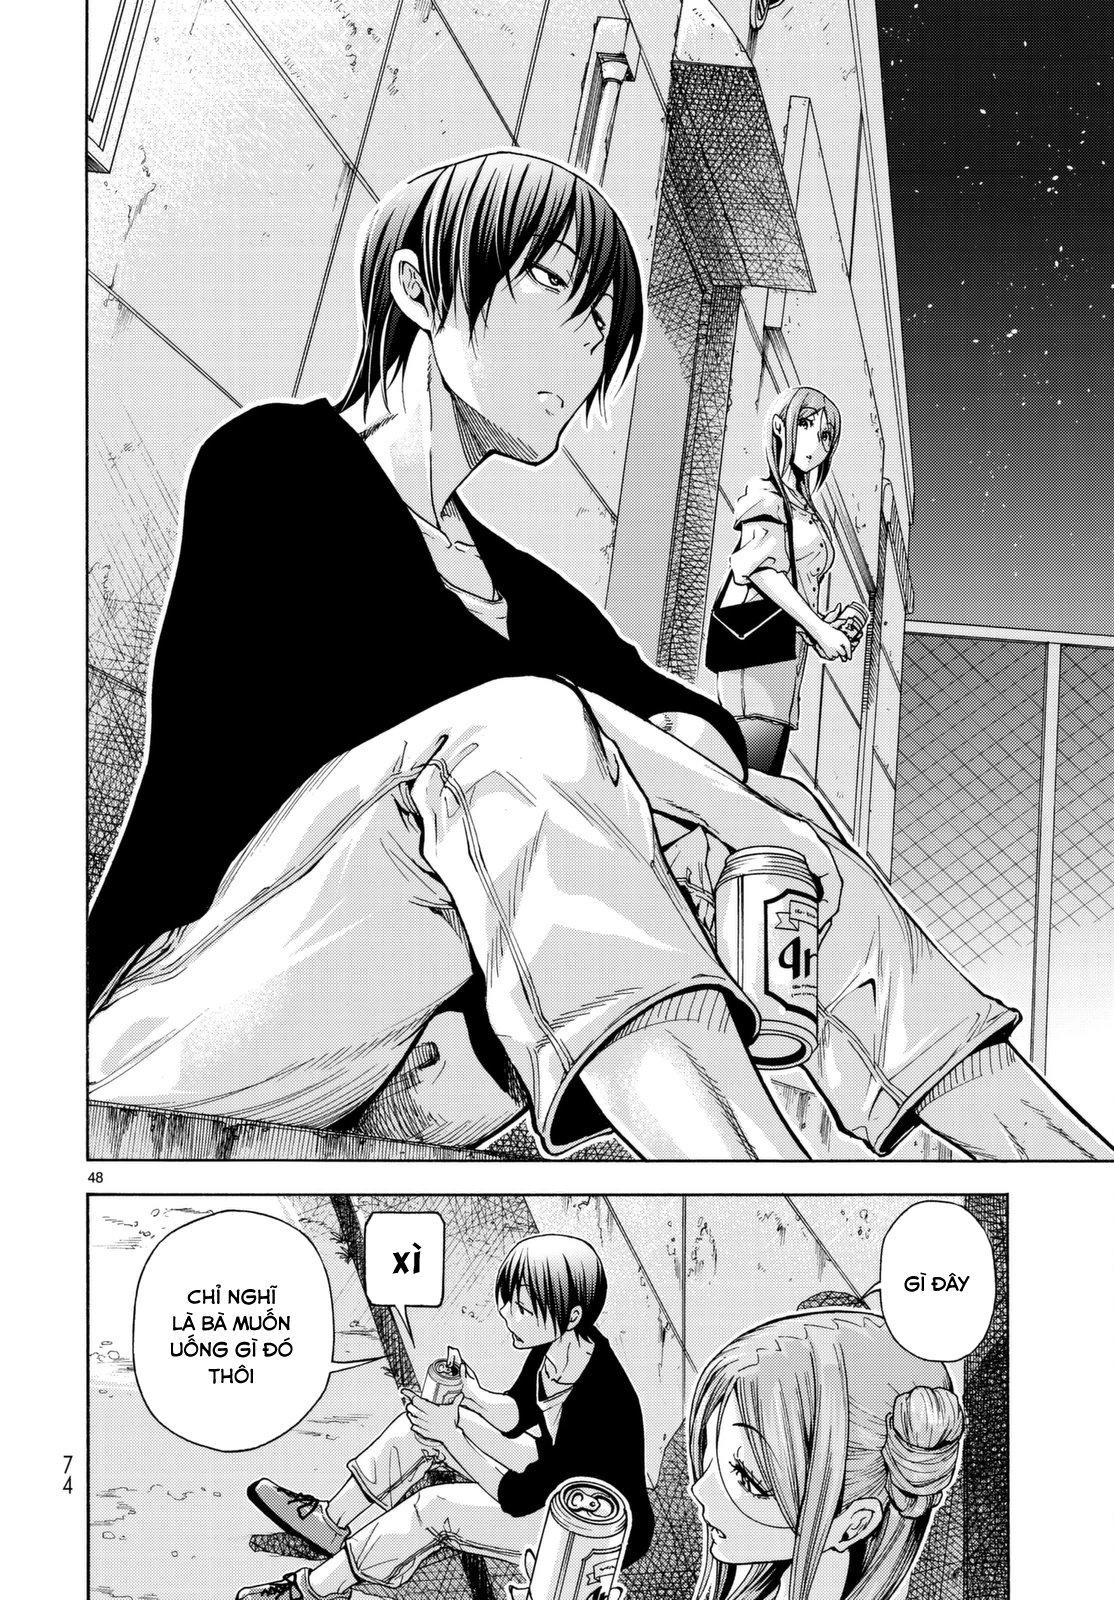 48
GÌ ĐÂY
XÌ
CHỈ NGHĨ
LÀ BÀ MUỐN
UỐNG GÌ ĐÓ
THÔI
74